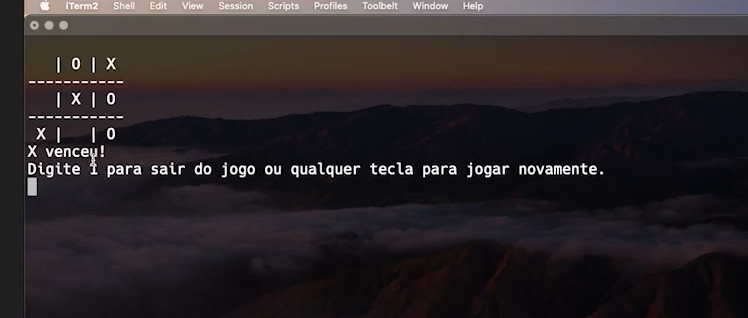 iTerm2 Shell Edit View Session Scripts Profiles Toolbelt Window Help
| O | X
-----------
| X | O
-----------
X | | O
X venceu!
Digite 1 para sair do jogo ou qualquer tecla para jogar novamente.